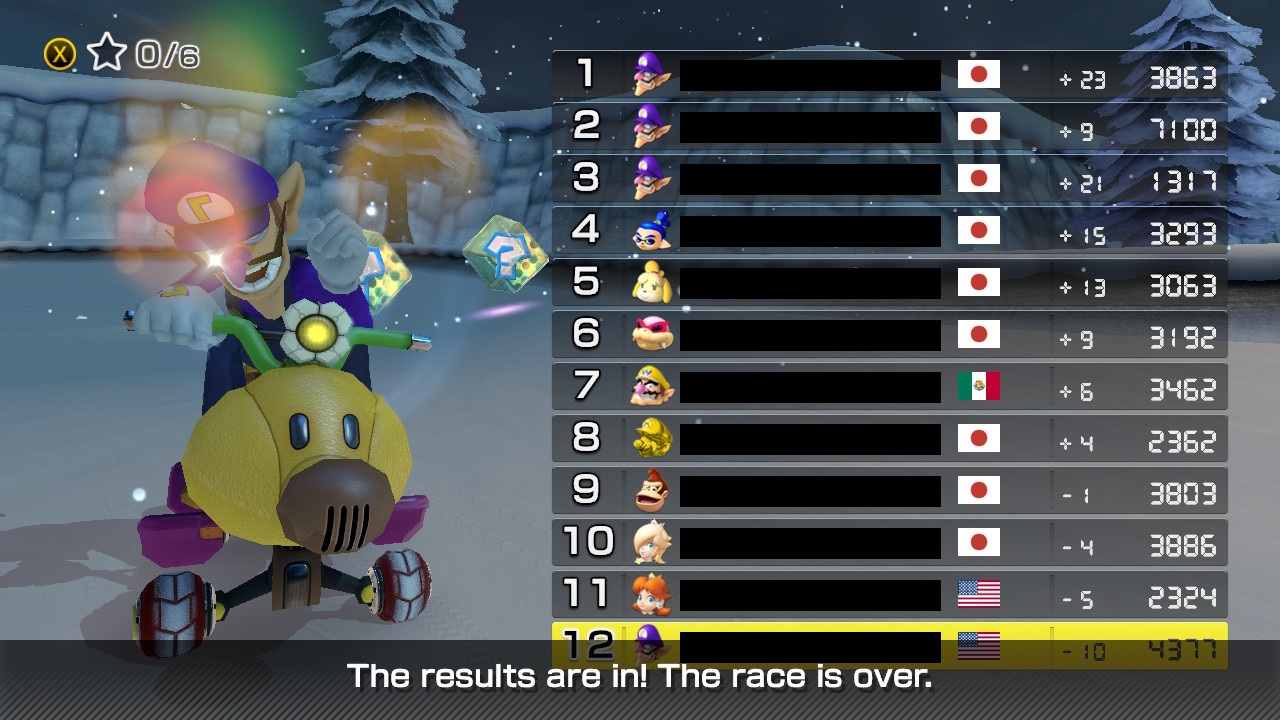 X 0/6
1 + 23 3863
2 + 9 7100
3 + 21 1317
4 + 15 3293
5 + 13 3063
6 + 9 3192
7 + 6 3462
8 + 4 2362
9 - 1 3803
10 - 4 3886
11 - 5 2324
12 - 10 4377
The results are in! The race is over.